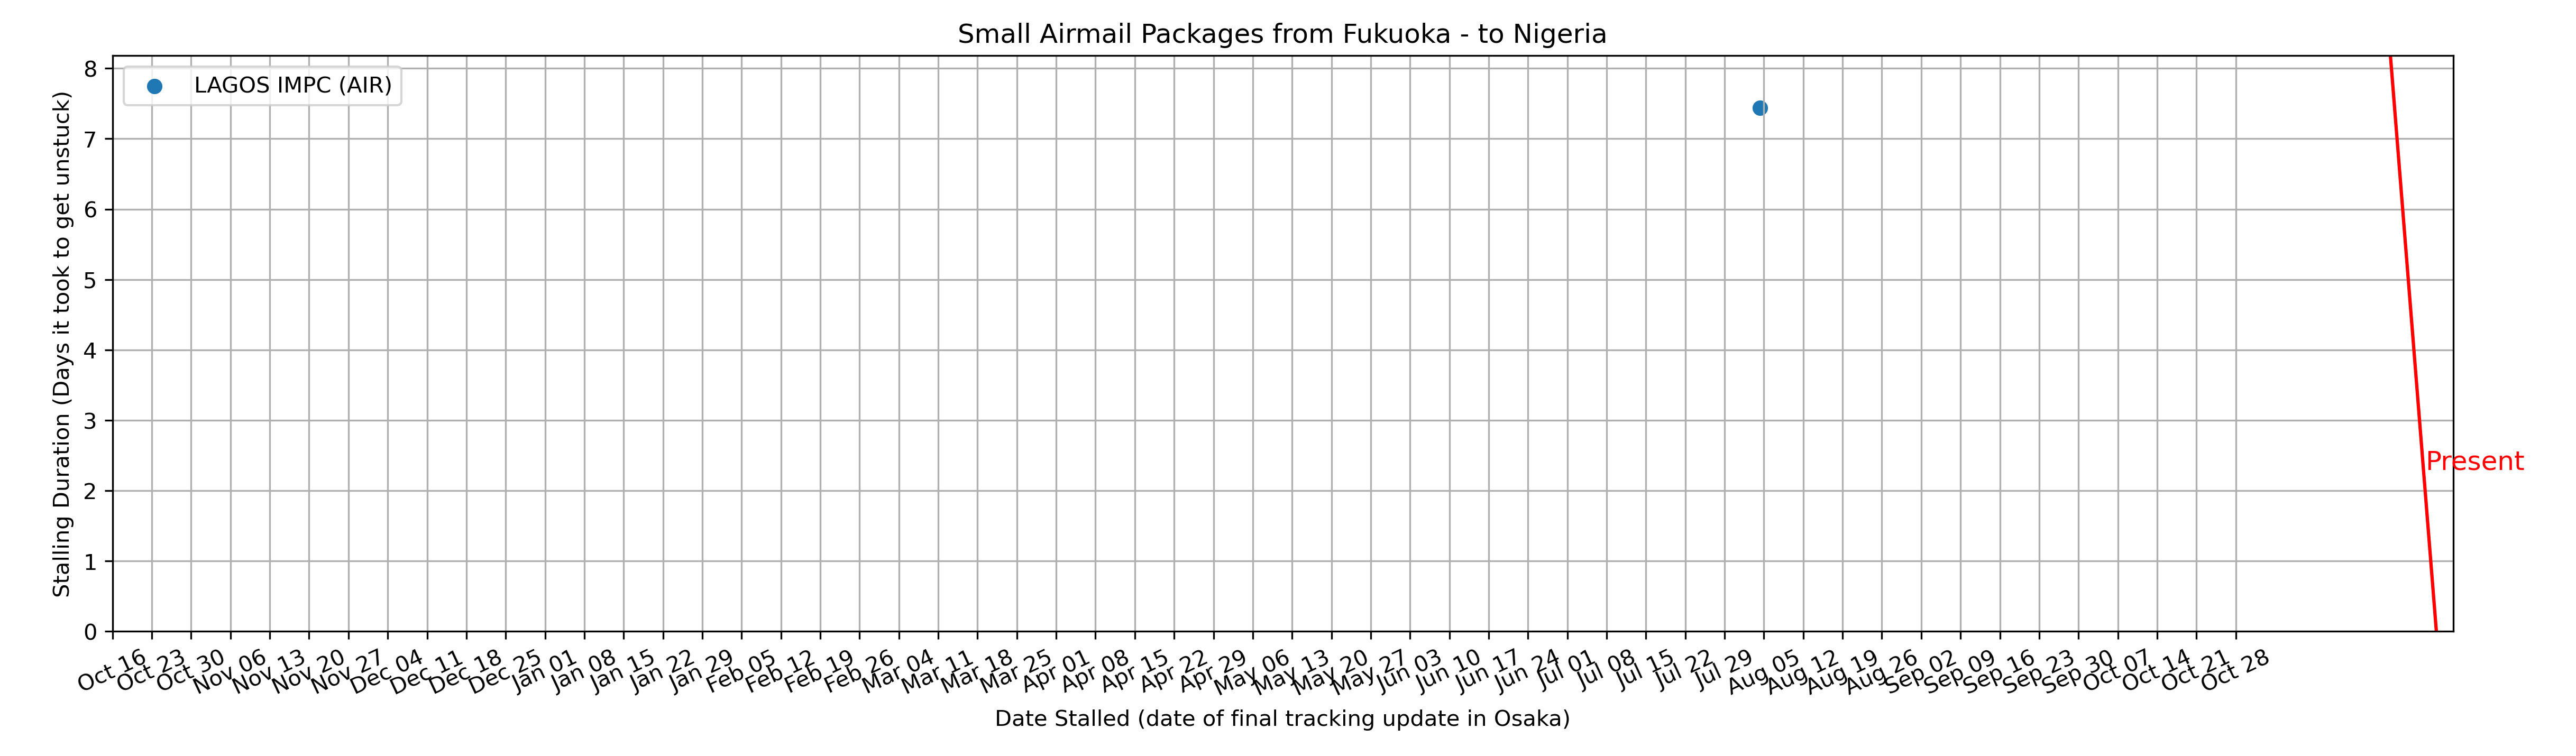 Small Airmail Packages from Fukuoka - to Nigeria
LAGOS IMPC (AIR)
Stalling Duration (Days it took to get unstuck)
8
7
6
5
4
3
2
1
0
Present
Oct 16
Oct 23
Oct 30
Nov 06
Nov 13
Nov 20
Nov 27
Dec 04
Dec 11
Dec 18
Dec 25
Jan 01
Jan 08
Jan 15
Jan 22
Jan 29
Feb 05
Feb 12
Feb 19
Feb 26
Mar 04
Mar 11
Mar 18
Mar 25
Apr 01
Apr 08
Apr 15
Apr 22
Apr 29
May 06
May 13
May 20
May 27
Jun 03
Jun 10
Jun 17
Jun 24
Jul 01
Jul 08
Jul 15
Jul 22
Jul 29
Aug 05
Aug 12
Aug 19
Aug 26
Sep 02
Sep 09
Sep 16
Sep 23
Sep 30
Oct 07
Oct 14
Oct 21
Oct 28
Date Stalled (date of final tracking update in Osaka)